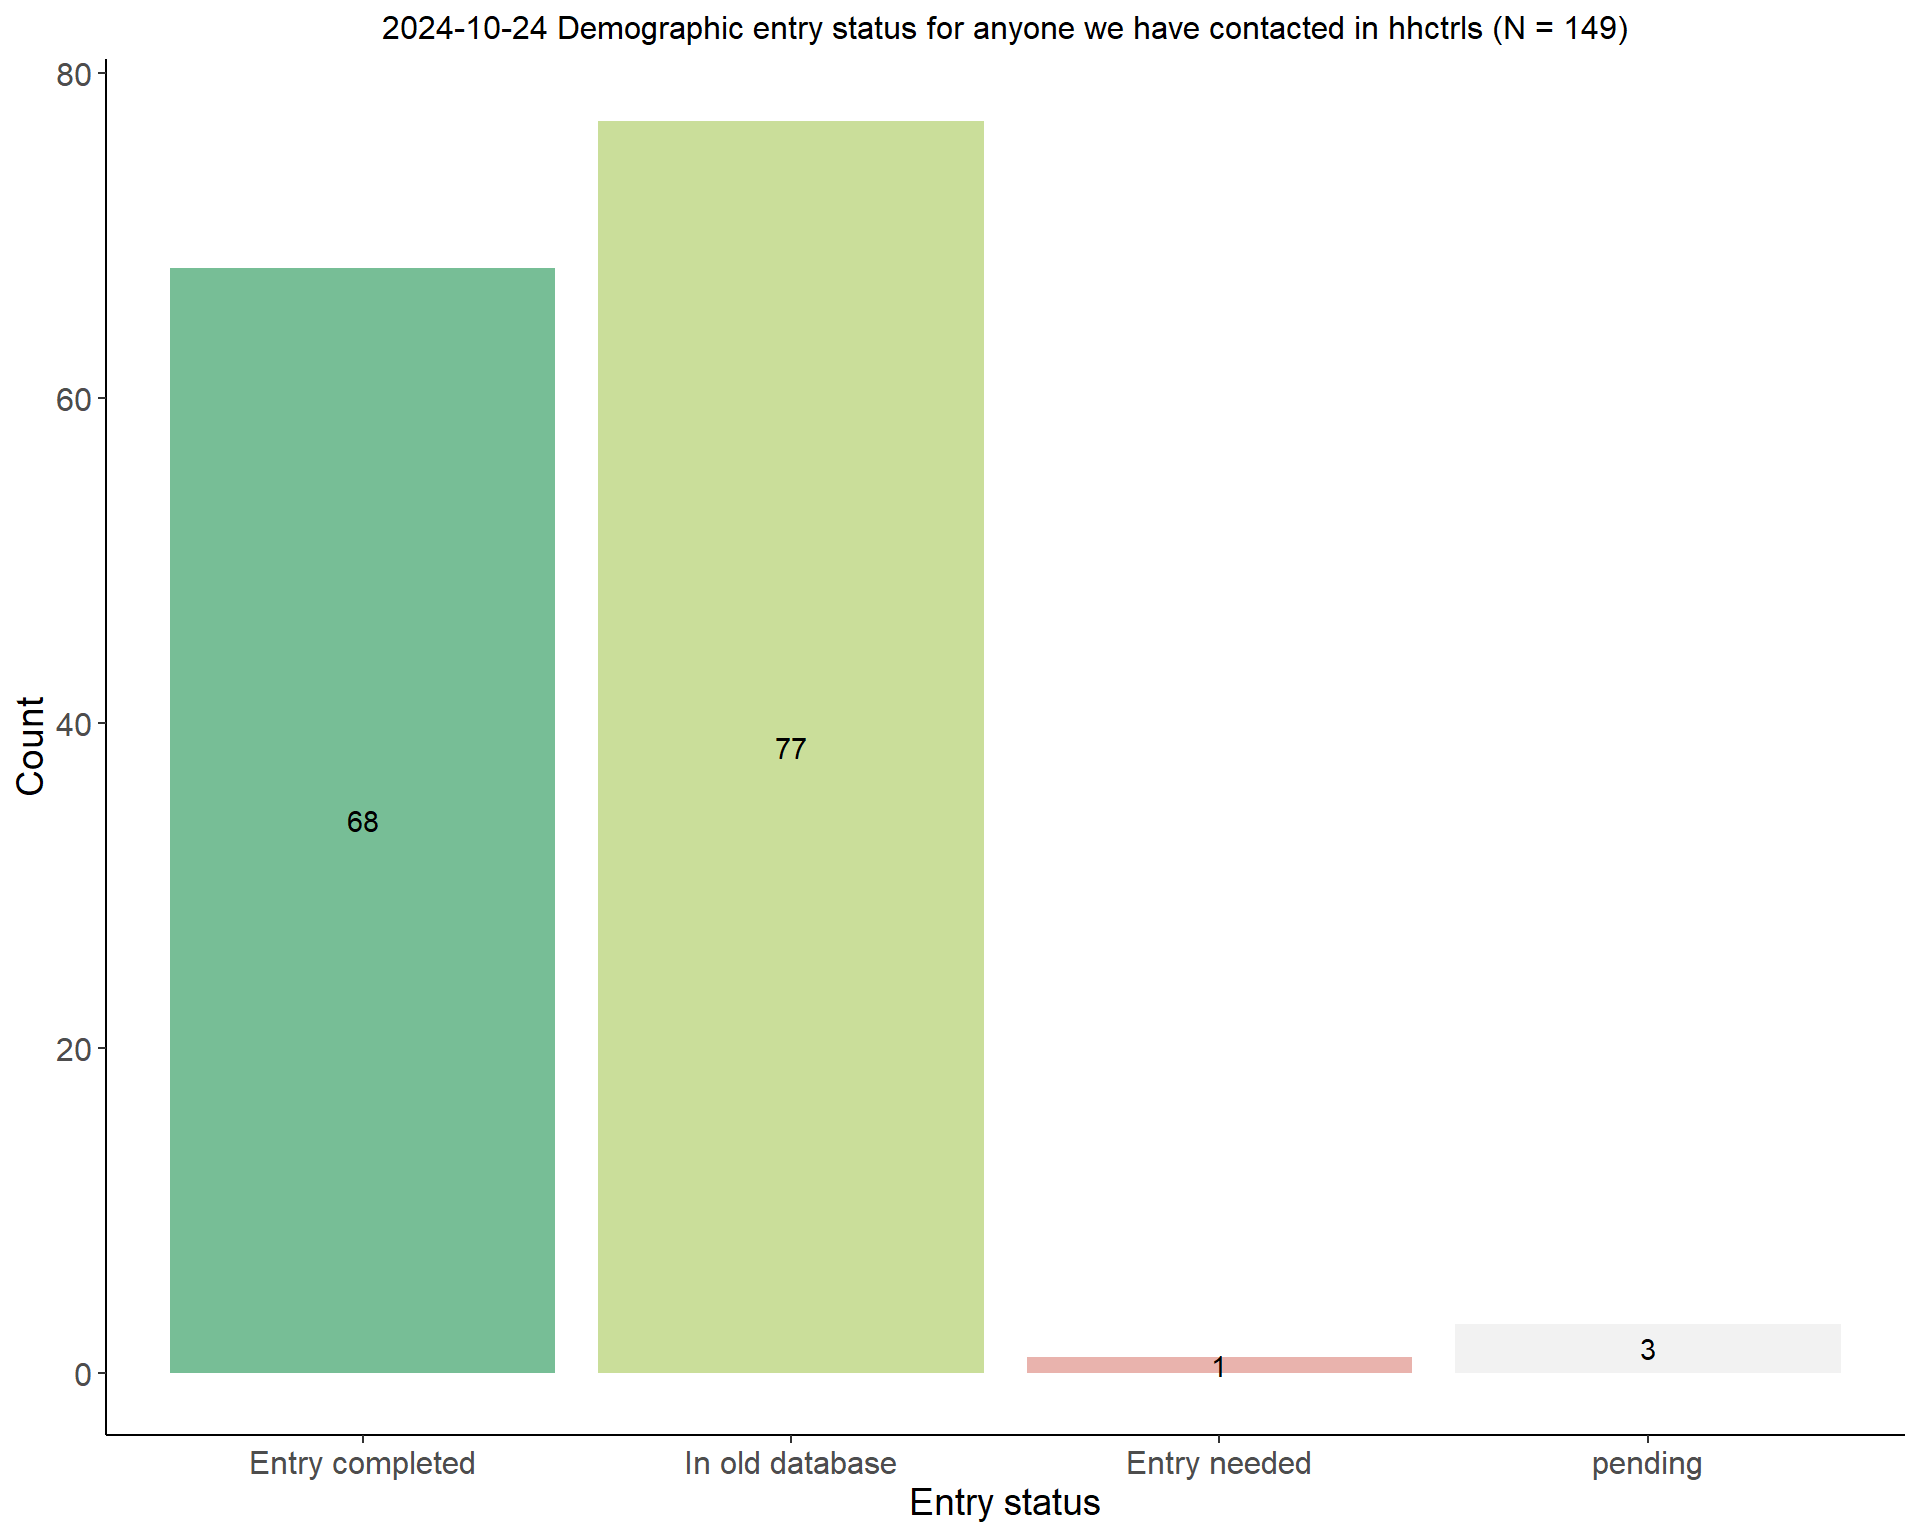 2024-10-24 Demographic entry status for anyone we have contacted in hhctrls (N = 149)
80
60
40
20
0
Count
68
77
1
3
Entry completed
In old database
Entry needed
pending
Entry status